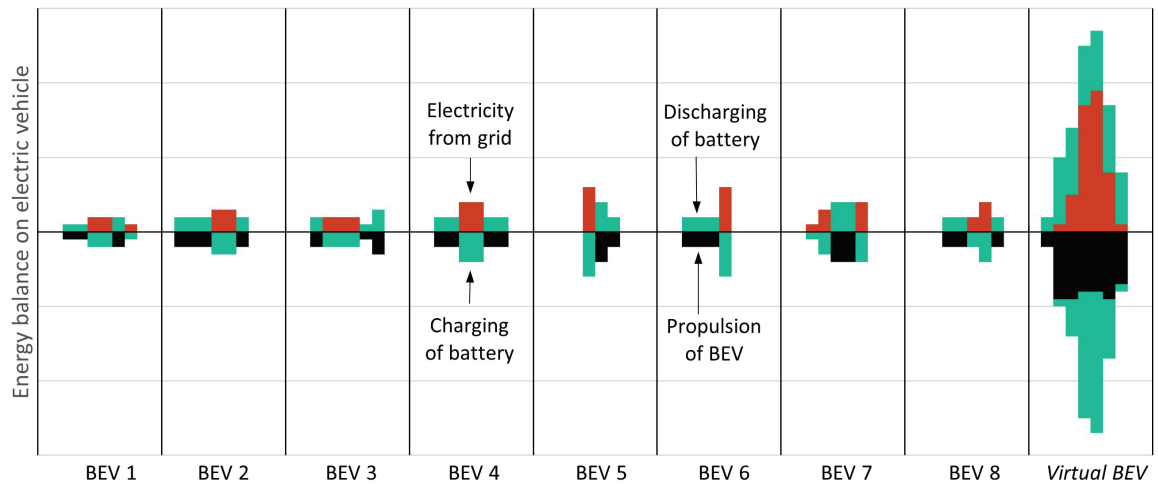 Energy balance on electric vehicle
Electricity
from grid
Discharging
of battery
Charging
of battery
Propulsion
of BEV
BEV 1
BEV 2
BEV 3
BEV 4
BEV 5
BEV 6
BEV 7
BEV 8
Virtual BEV